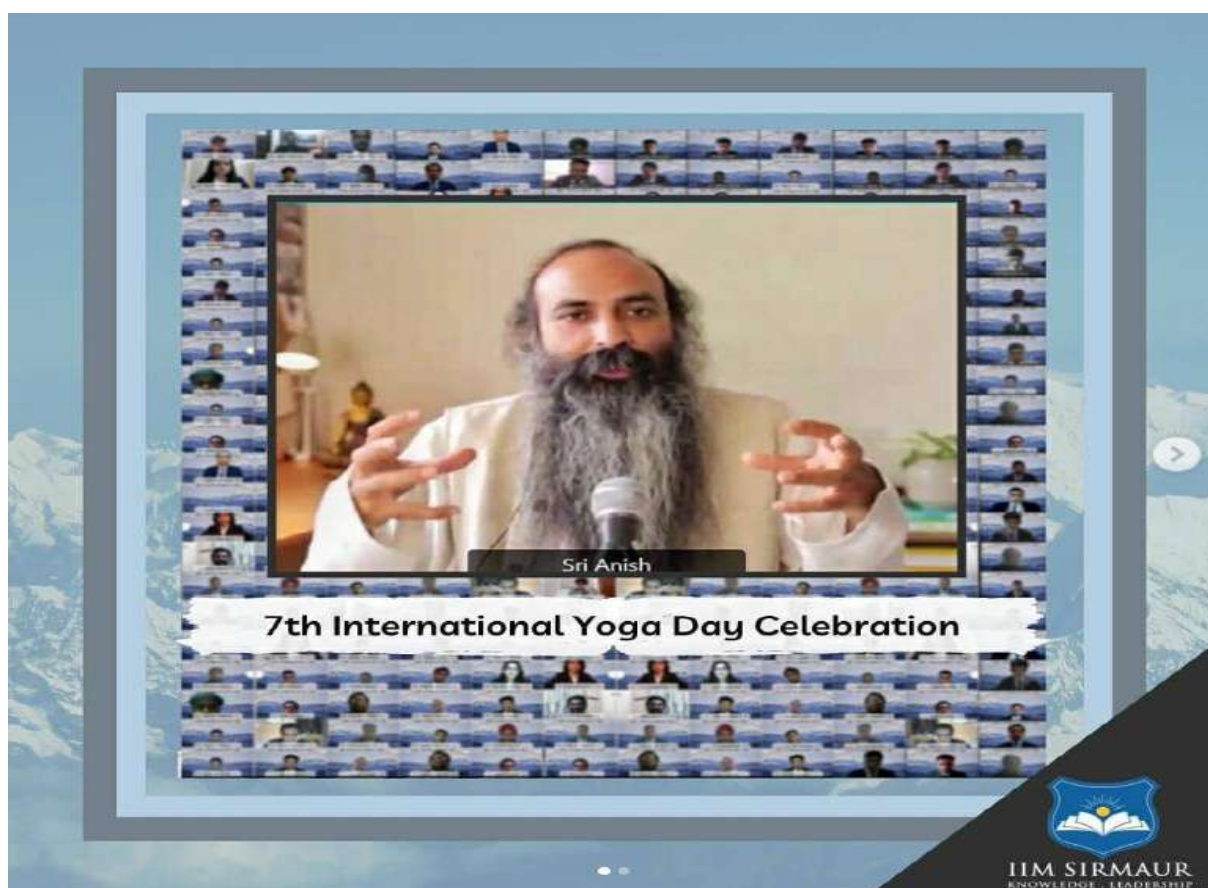 Sri Anish
7th International Yoga Day Celebration
IIM SIRMAUR
KNOWLEDGE LEADERSHIP